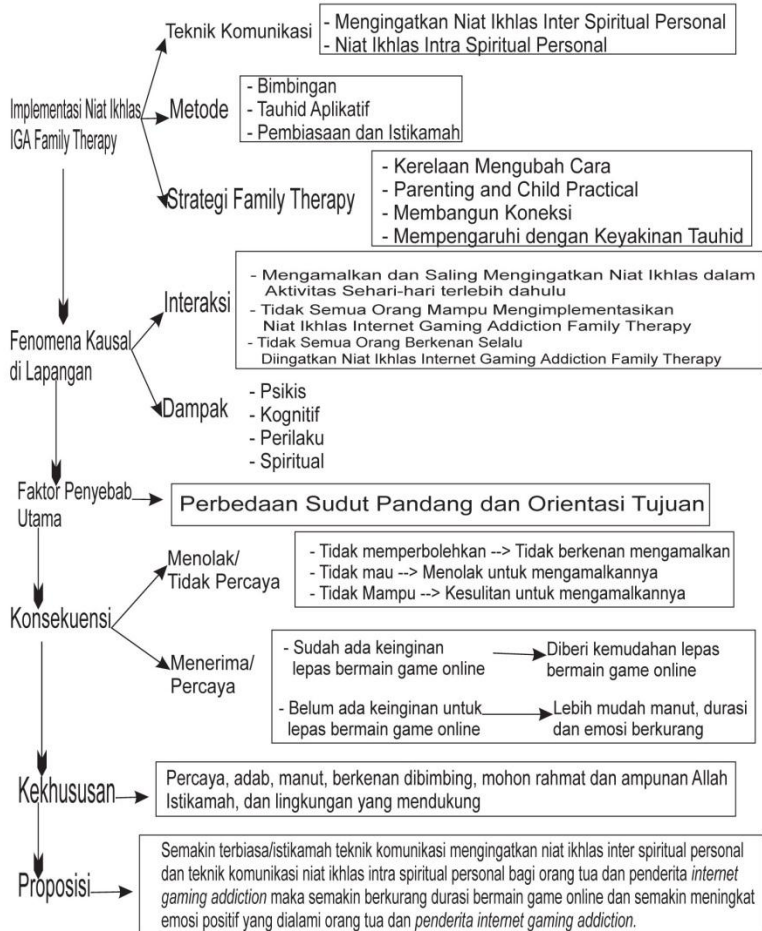 Implementasi Niat Ikhlas
IGA Family Therapy
Teknik Komunikasi
- Mengingatkan Niat Ikhlas Inter Spiritual Personal
- Niat Ikhlas Intra Spiritual Personal
Metode
- Bimbingan
- Tauhid Aplikatif
- Pembiasaan dan Istikamah
Strategi Family Therapy
- Kerelaan Mengubah Cara
- Parenting and Child Practical
- Membangun Koneksi
- Mempengaruhi dengan Keyakinan Tauhid
Fenomena Kausal
di Lapangan
Interaksi
- Mengamalkan dan Saling Mengingatkan Niat Ikhlas dalam
Aktivitas Sehari-hari terlebih dahulu
- Tidak Semua Orang Mampu Mengimplementasikan
Niat Ikhlas Internet Gaming Addiction Family Therapy
- Tidak Semua Orang Berkenan Selalu
Diingatkan Niat Ikhlas Internet Gaming Addiction Family Therapy
Dampak
- Psikis
- Kognitif
- Perilaku
- Spiritual
Faktor Penyebab
Utama
Perbedaan Sudut Pandang dan Orientasi Tujuan
Konsekuensi
Menolak/
Tidak Percaya
- Tidak memperbolehkan --> Tidak berkenan mengamalkan
- Tidak mau --> Menolak untuk mengamalkannya
- Tidak Mampu --> Kesulitan untuk mengamalkannya
Menerima/
Percaya
- Sudah ada keinginan
lepas bermain game online
Diberi kemudahan lepas
bermain game online
- Belum ada keinginan untuk
lepas bermain game online
Lebih mudah manut, durasi
dan emosi berkurang
Kekhususan
Percaya, adab, manut, berkenan dibimbing, mohon rahmat dan ampunan Allah
Istikamah, dan lingkungan yang mendukung
Proposisi
Semakin terbiasa/istikamah teknik komunikasi mengingatkan niat ikhlas inter spiritual personal
dan teknik komunikasi niat ikhlas intra spiritual personal bagi orang tua dan penderita internet
gaming addiction maka semakin berkurang durasi bermain game online dan semakin meningkat
emosi positif yang dialami orang tua dan penderita internet gaming addiction.